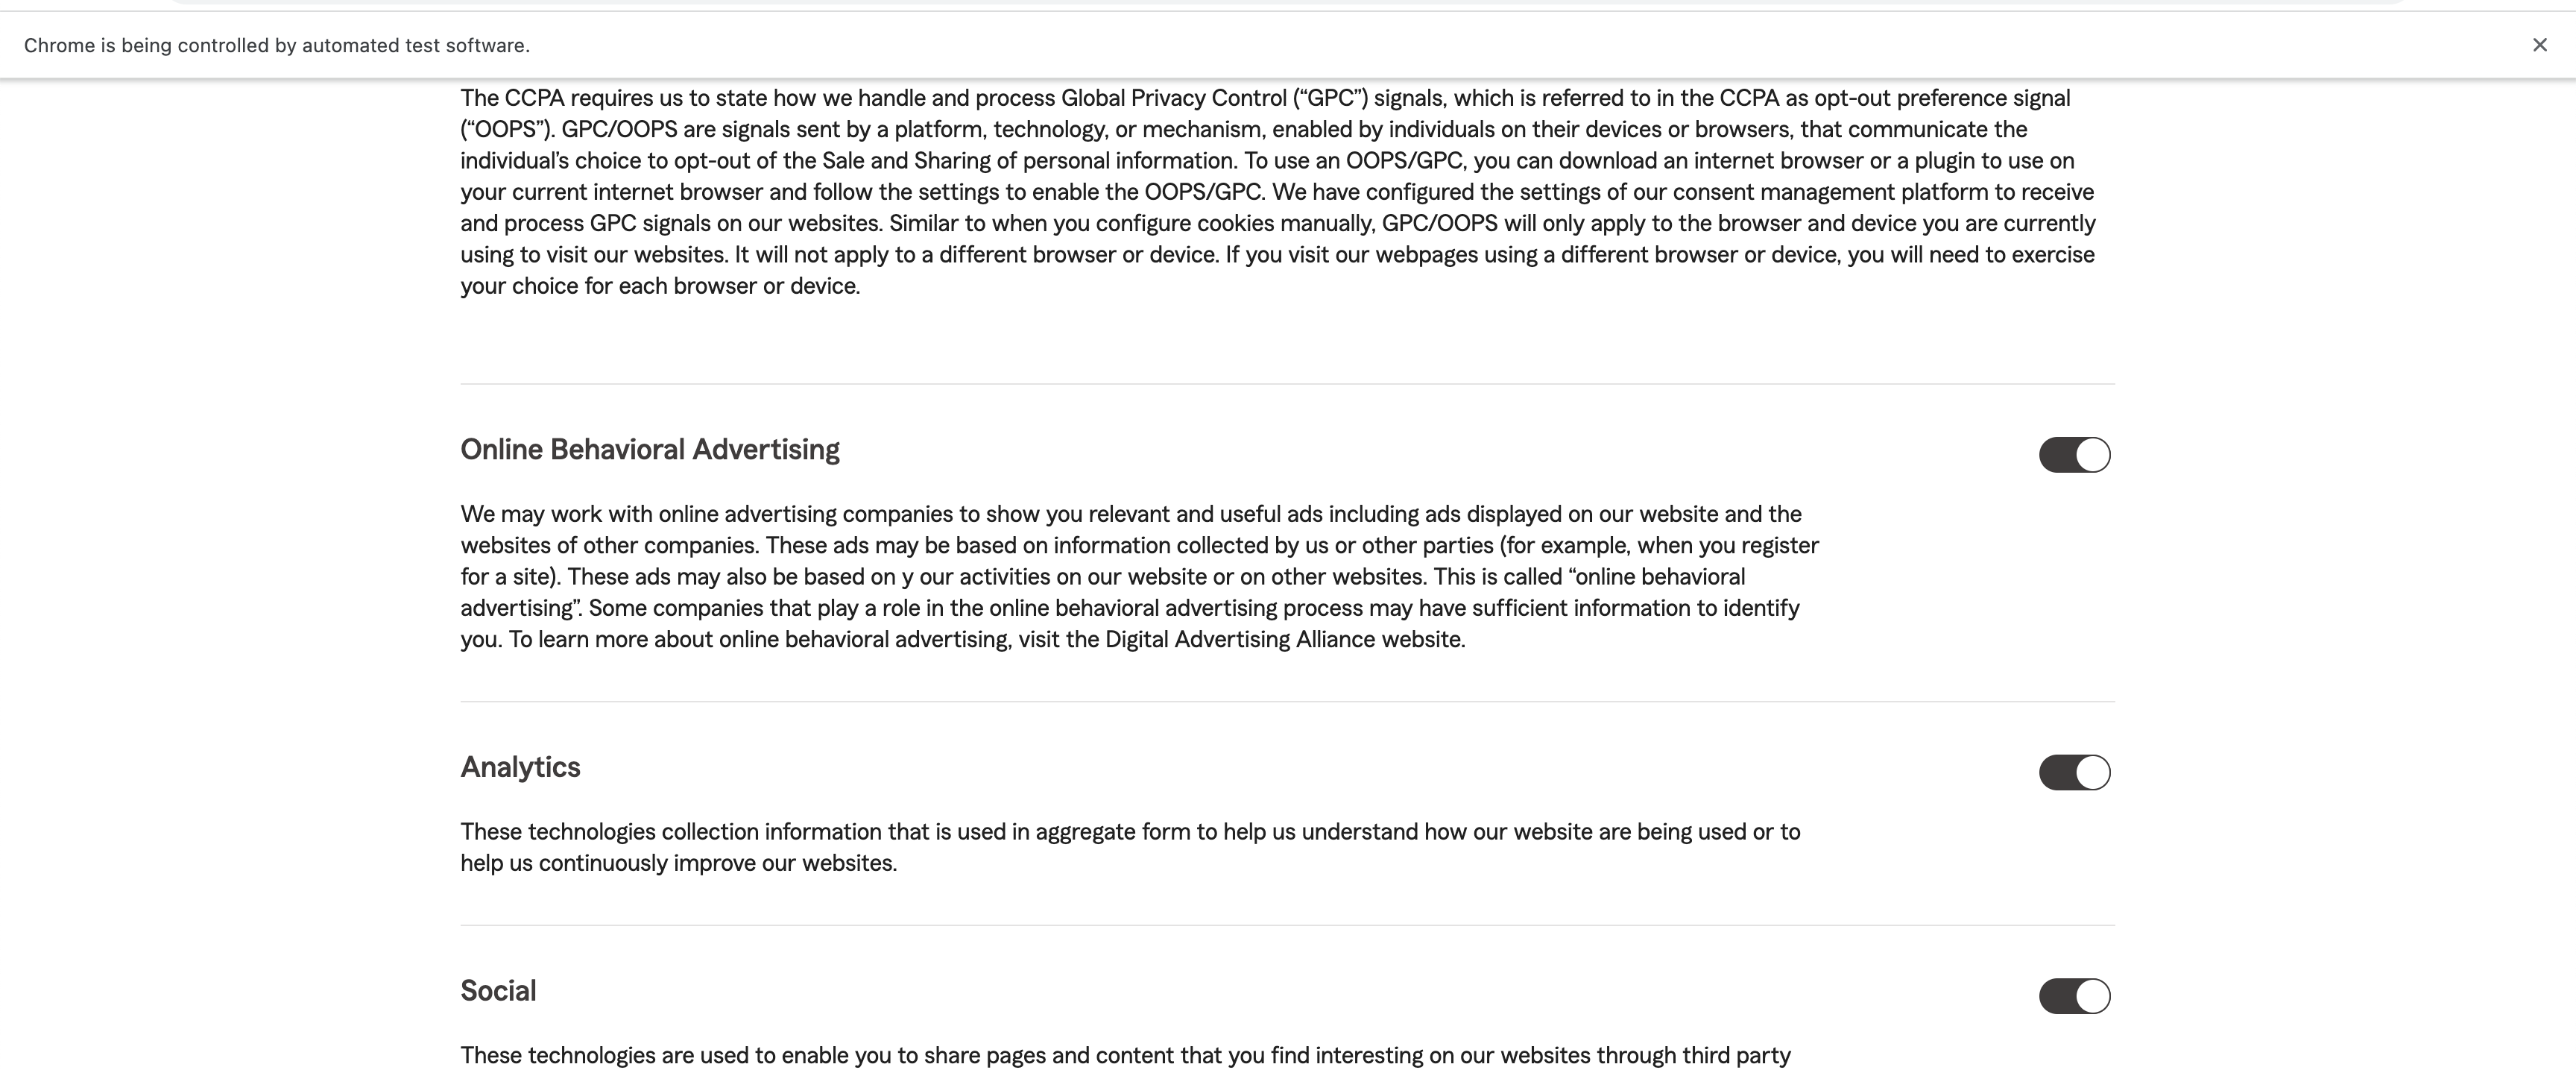 Chrome is being controlled by automated test software.
The CCPA requires us to state how we handle and process Global Privacy Control (“GPC”) signals, which is referred to in the CCPA as opt-out preference signal
(“OOPS”). GPC/OOPS are signals sent by a platform, technology, or mechanism, enabled by individuals on their devices or browsers, that communicate the
individual’s choice to opt-out of the Sale and Sharing of personal information. To use an OOPS/GPC, you can download an internet browser or a plugin to use on
your current internet browser and follow the settings to enable the OOPS/GPC. We have configured the settings of our consent management platform to receive
and process GPC signals on our websites. Similar to when you configure cookies manually, GPC/OOPS will only apply to the browser and device you are currently
using to visit our websites. It will not apply to a different browser or device. If you visit our webpages using a different browser or device, you will need to exercise
your choice for each browser or device.
Online Behavioral Advertising
We may work with online advertising companies to show you relevant and useful ads including ads displayed on our website and the
websites of other companies. These ads may be based on information collected by us or other parties (for example, when you register
for a site). These ads may also be based on y our activities on our website or on other websites. This is called “online behavioral
advertising”. Some companies that play a role in the online behavioral advertising process may have sufficient information to identify
you. To learn more about online behavioral advertising, visit the Digital Advertising Alliance website.
Analytics
These technologies collection information that is used in aggregate form to help us understand how our website are being used or to
help us continuously improve our websites.
Social
These technologies are used to enable you to share pages and content that you find interesting on our websites through third party